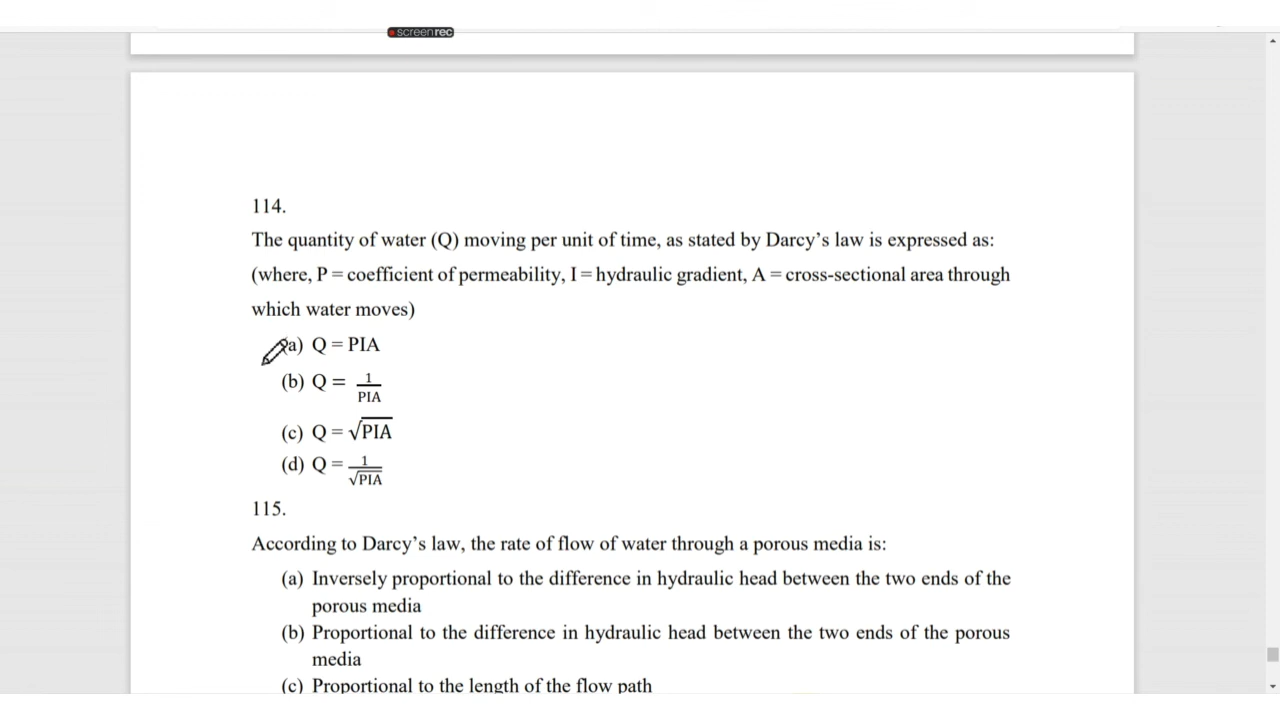 screenrec
114.
The quantity of water (Q) moving per unit of time, as stated by Darcy’s law is expressed as:
(where, P = coefficient of permeability, I = hydraulic gradient, A = cross-sectional area through
which water moves)
a) Q = PIA
(b) Q = 1/PIA
(c) Q = √PIA
(d) Q = 1/√PIA
115.
According to Darcy’s law, the rate of flow of water through a porous media is:
(a) Inversely proportional to the difference in hydraulic head between the two ends of the
porous media
(b) Proportional to the difference in hydraulic head between the two ends of the porous
media
(c) Proportional to the length of the flow path